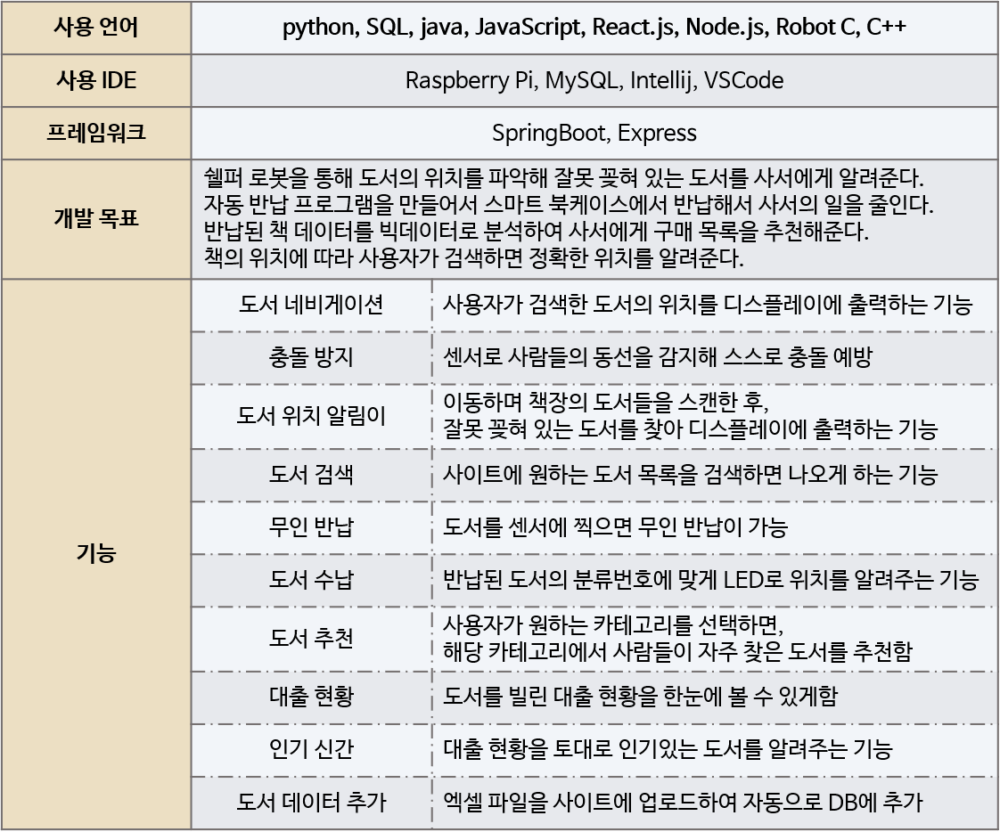 사용 언어
python, SQL, java, JavaScript, React.js, Node.js, Robot C, C++
사용 IDE
Raspberry Pi, MySQL, Intellij, VSCode
프레임워크
SpringBoot, Express
개발 목표
쉘퍼 로봇을 통해 도서의 위치를 파악해 잘못 꽂혀 있는 도서를 사서에게 알려준다.
자동 반납 프로그램을 만들어서 스마트 북케이스에서 반납해서 사서의 일을 줄인다.
반납된 책 데이터를 빅데이터로 분석하여 사서에게 구매 목록을 추천해준다.
책의 위치에 따라 사용자가 검색하면 정확한 위치를 알려준다.
기능
도서 네비게이션
사용자가 검색한 도서의 위치를 디스플레이에 출력하는 기능
충돌 방지
센서로 사람들의 동선을 감지해 스스로 충돌 예방
도서 위치 알림이
이동하며 책장의 도서들을 스캔한 후,
잘못 꽂혀 있는 도서를 찾아 디스플레이에 출력하는 기능
도서 검색
사이트에 원하는 도서 목록을 검색하면 나오게 하는 기능
무인 반납
도서를 센서에 찍으면 무인 반납이 가능
도서 수납
반납된 도서의 분류번호에 맞게 LED로 위치를 알려주는 기능
도서 추천
사용자가 원하는 카테고리를 선택하면,
해당 카테고리에서 사람들이 자주 찾은 도서를 추천함
대출 현황
도서를 빌린 대출 현황을 한눈에 볼 수 있게함
인기 신간
대출 현황을 토대로 인기있는 도서를 알려주는 기능
도서 데이터 추가
엑셀 파일을 사이트에 업로드하여 자동으로 DB에 추가